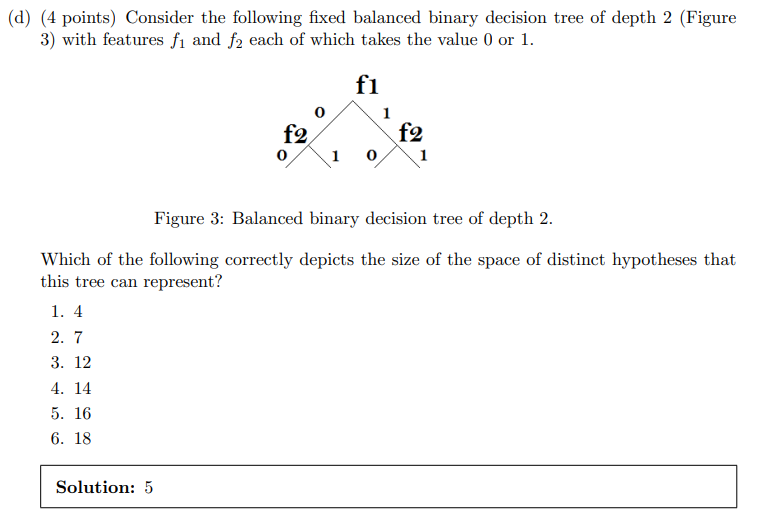 (d) (4 points) Consider the following fixed balanced binary decision tree of depth 2 (Figure
3) with features f₁ and f₂ each of which takes the value 0 or 1.
f1
0 1
f2 f2
0 1 0 1
Figure 3: Balanced binary decision tree of depth 2.
Which of the following correctly depicts the size of the space of distinct hypotheses that
this tree can represent?
1. 4
2. 7
3. 12
4. 14
5. 16
6. 18
Solution: 5